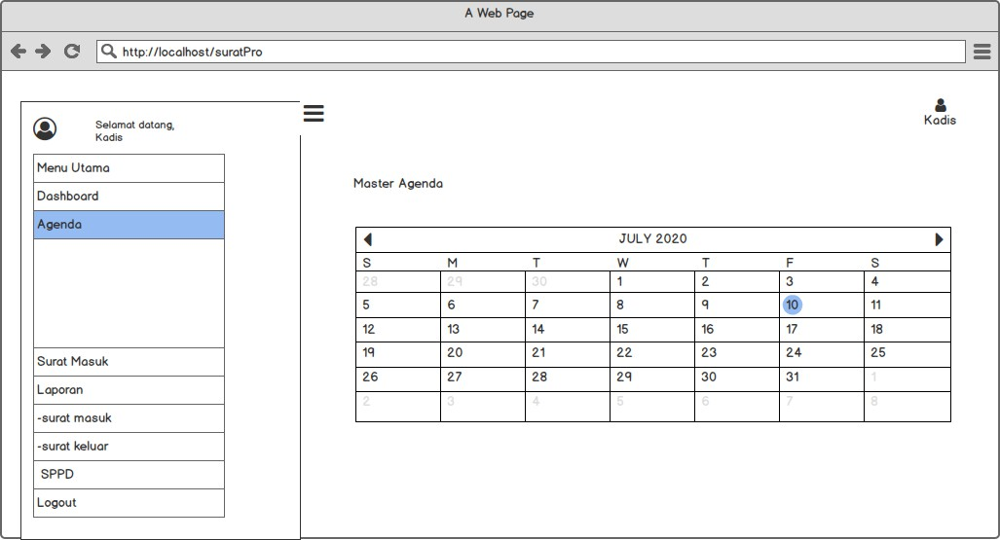 A Web Page
http://localhost/suratPro
Selamat datang,
Kadis
Kadis
Menu Utama
Dashboard
Agenda
Surat Masuk
Laporan
-surat masuk
-surat keluar
SPPD
Logout
Master Agenda
JULY 2020
S M T W T F S
28 29 30 1 2 3 4
5 6 7 8 9 10 11
12 13 14 15 16 17 18
19 20 21 22 23 24 25
26 27 28 29 30 31 1
2 3 4 5 6 7 8